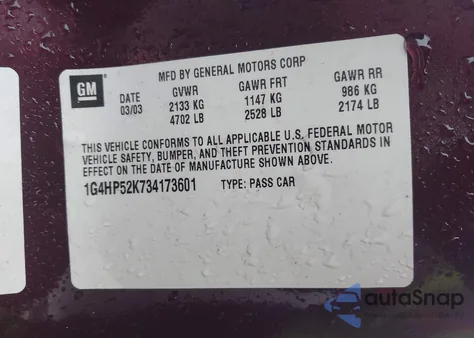 GM
MFD BY GENERAL MOTORS CORP
DATE GVWR GAWR FRT GAWR RR
03/03 2133 KG 1147 KG 986 KG
4702 LB 2528 LB 2174 LB
THIS VEHICLE CONFORMS TO ALL APPLICABLE U.S. FEDERAL MOTOR
VEHICLE SAFETY, BUMPER, AND THEFT PREVENTION STANDARDS IN
EFFECT ON THE DATE OF MANUFACTURE SHOWN ABOVE.
1G4HP52K734173601 TYPE: PASS CAR
autoSnap